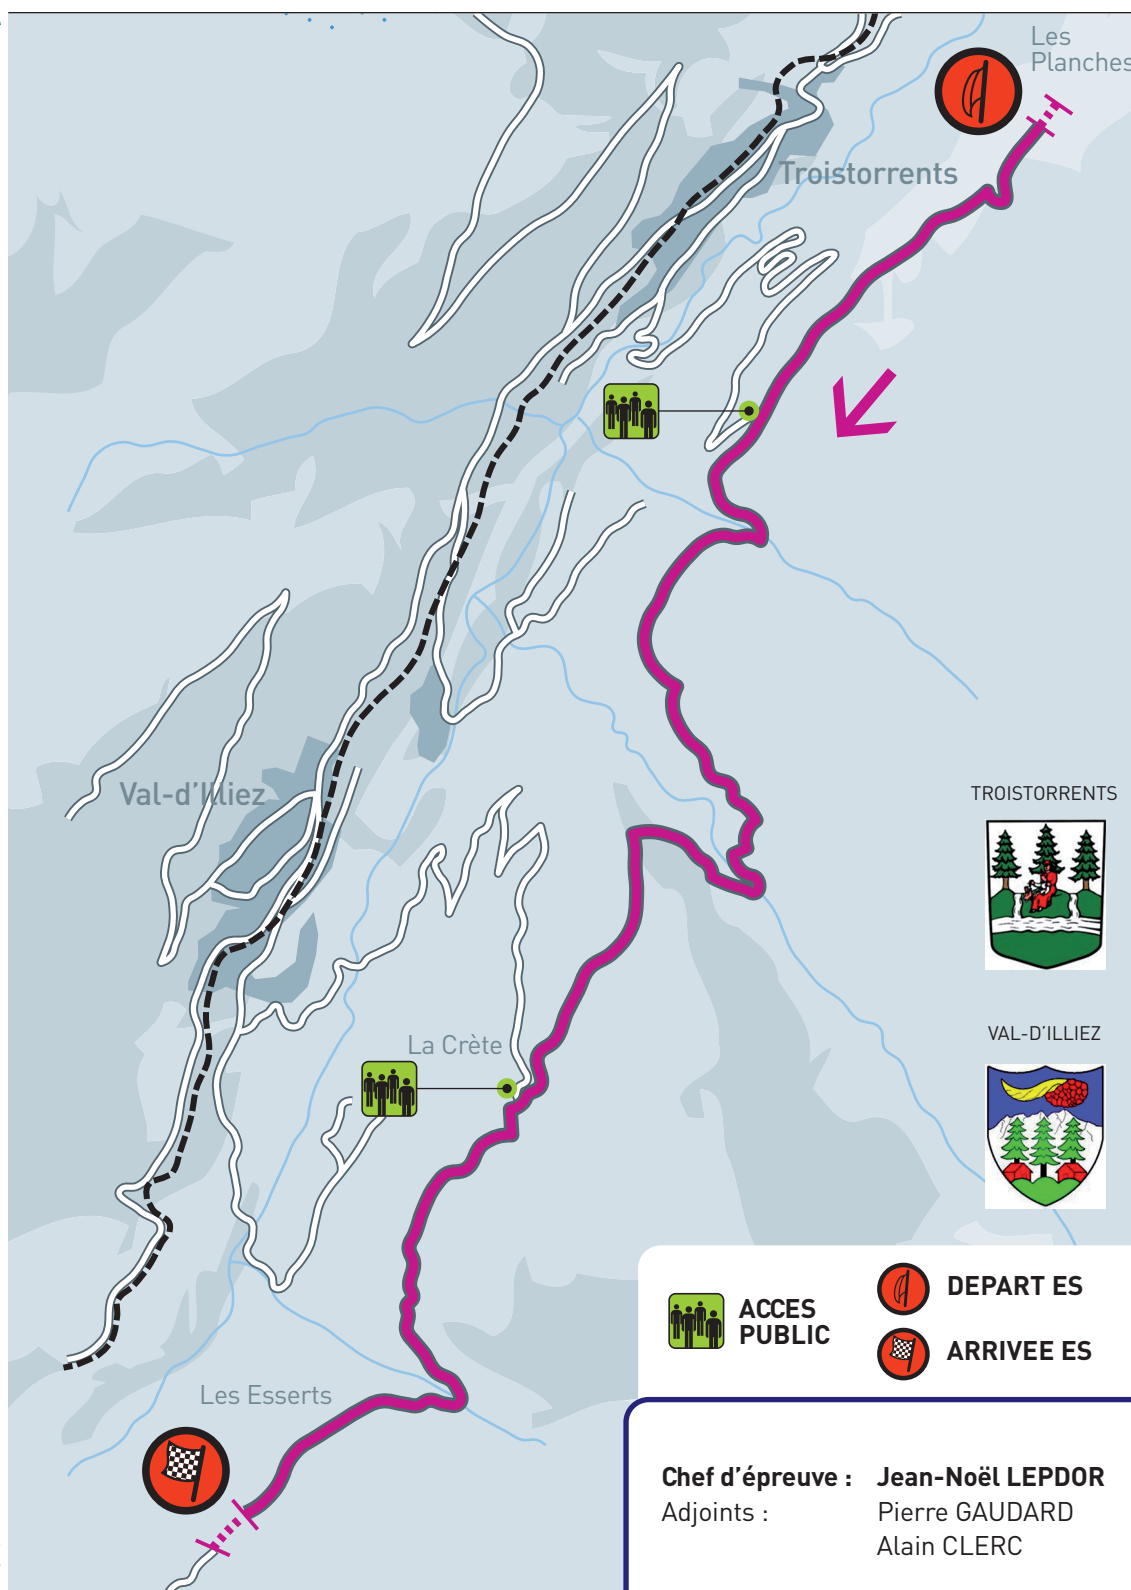 Les
Planches
Troistorrents
Val-d'Illiez
TROISTORRENTS
VAL-D'ILLIEZ
La Crète
ACCES
PUBLIC
DEPART ES
ARRIVEE ES
Les Esserts
Chef d'épreuve : Jean-Noël LEPDOR
Adjoints : Pierre GAUDARD
Alain CLERC